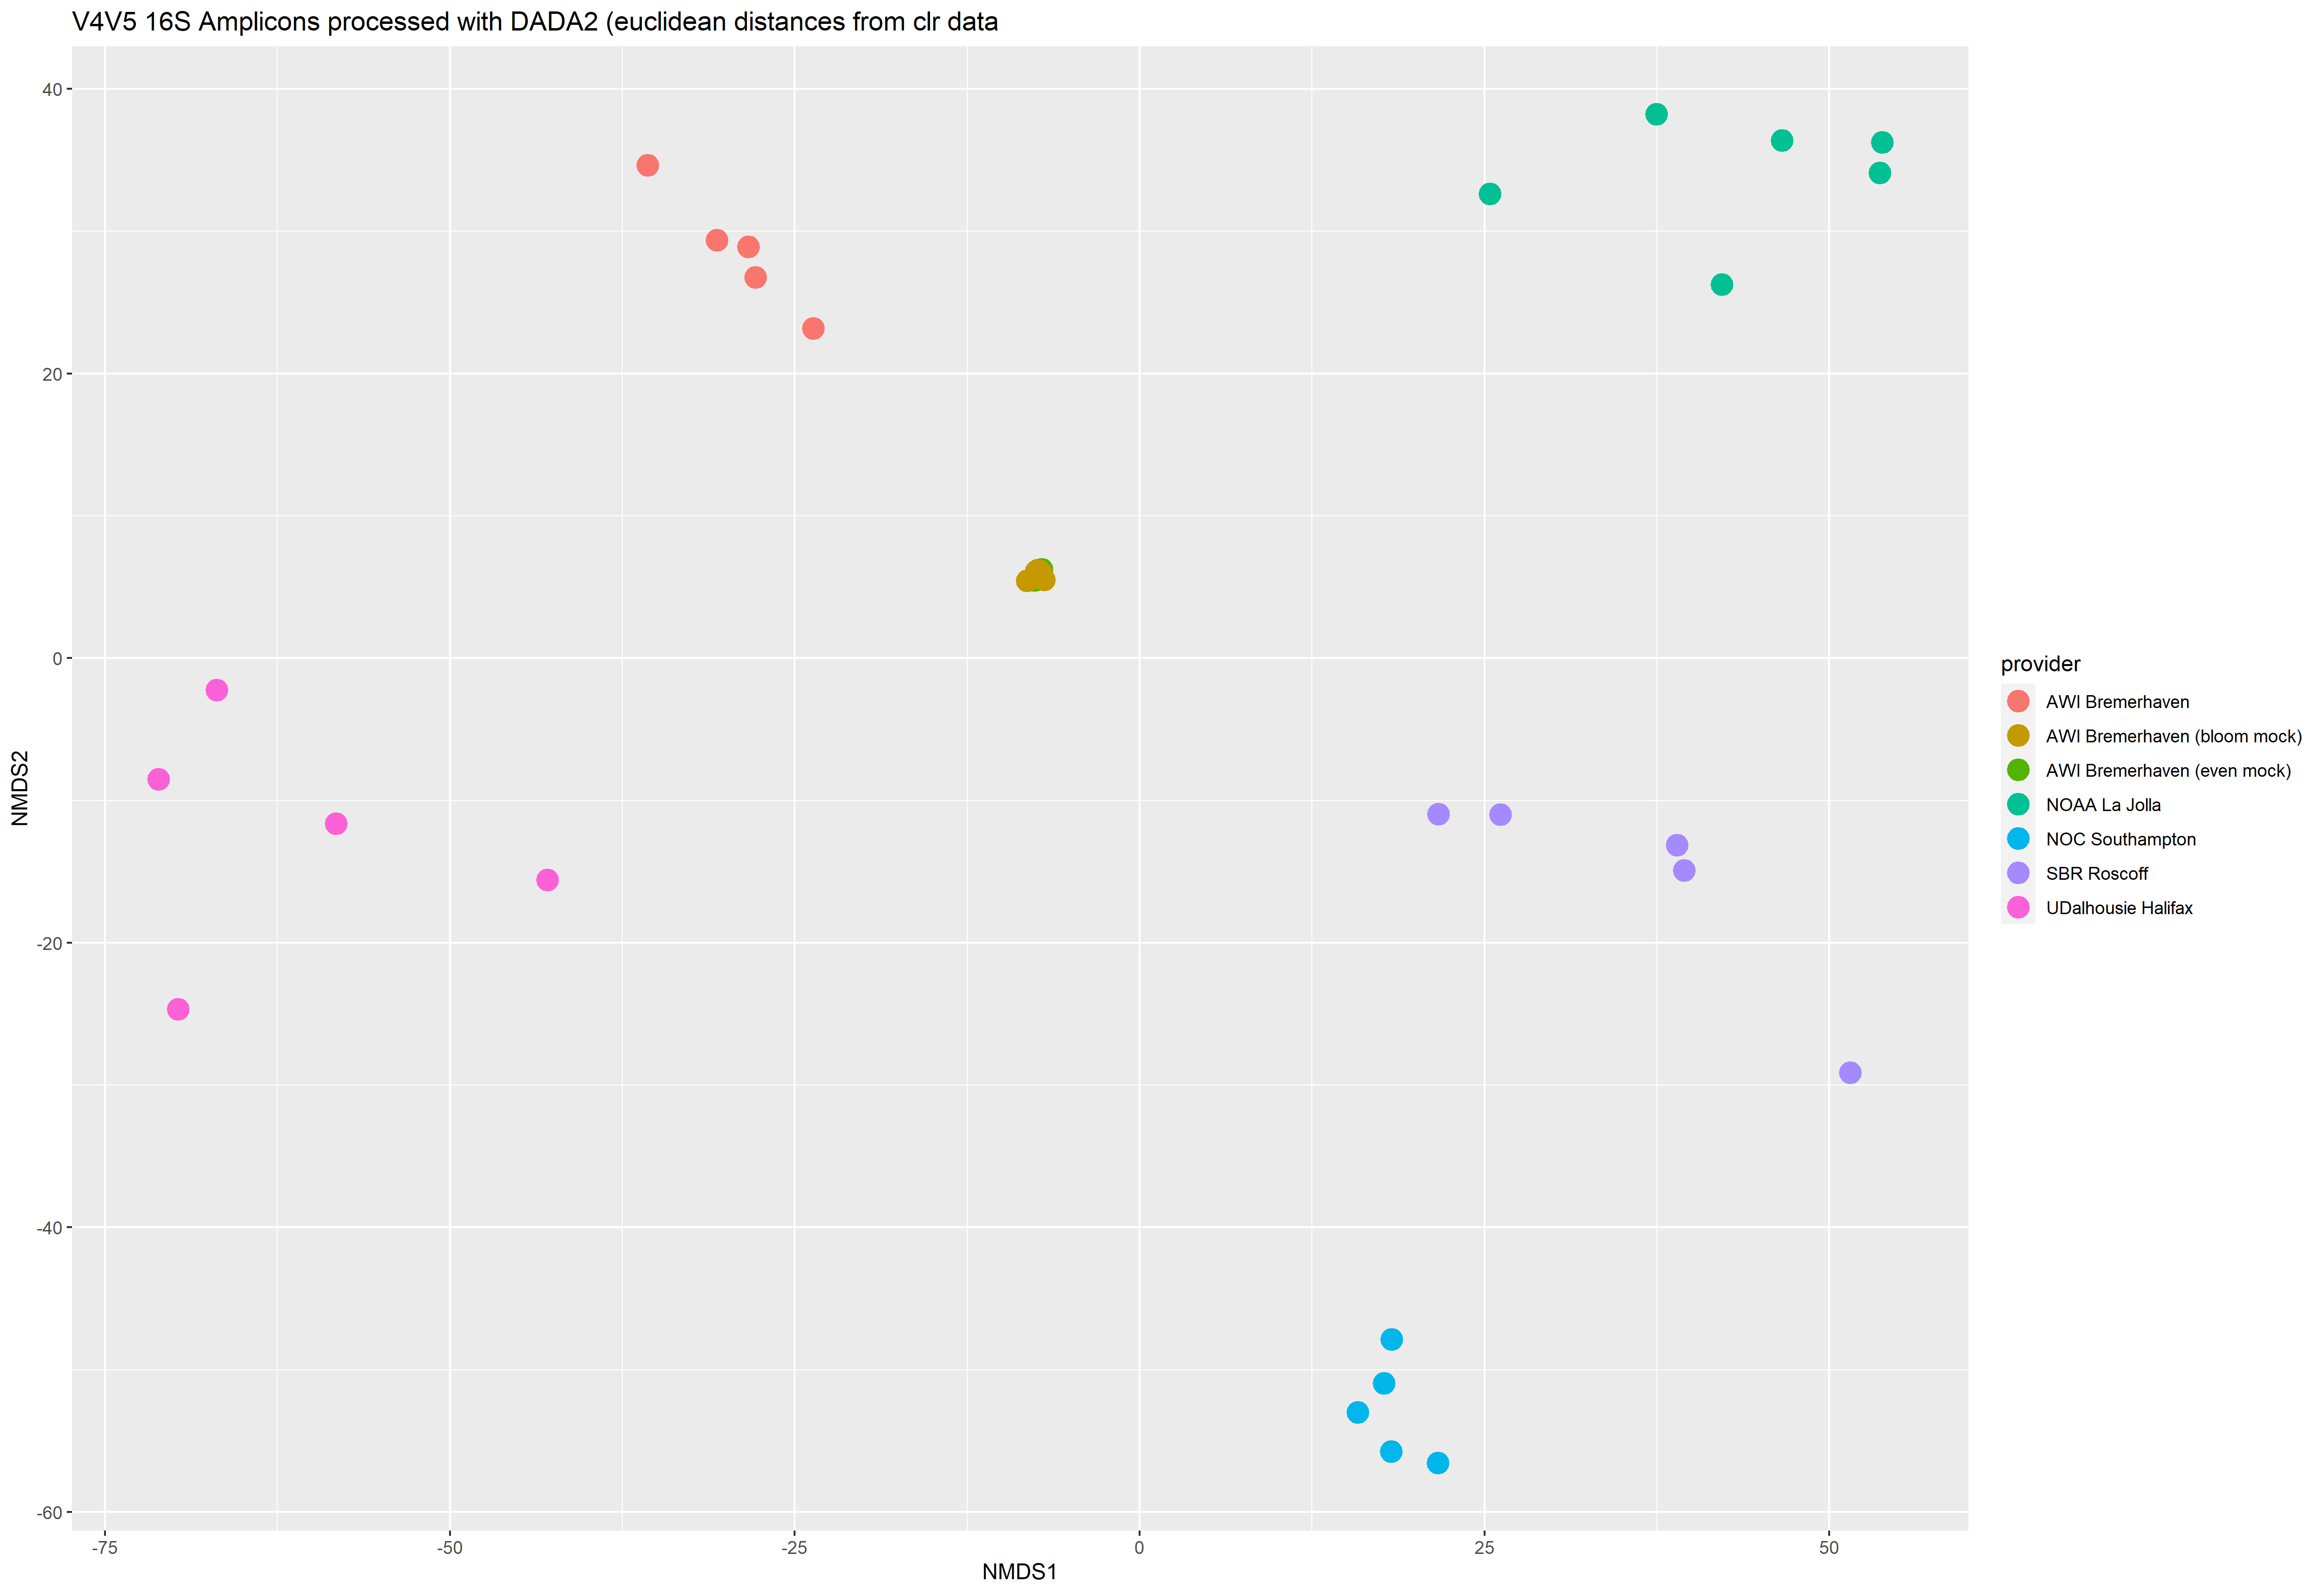 V4V5 16S Amplicons processed with DADA2 (euclidean distances from clr data
40
20
0
-20
-40
-60
NMDS2
-75
-50
-25
0
25
50
NMDS1
provider
AWI Bremerhaven
AWI Bremerhaven (bloom mock)
AWI Bremerhaven (even mock)
NOAA La Jolla
NOC Southampton
SBR Roscoff
UDalhousie Halifax